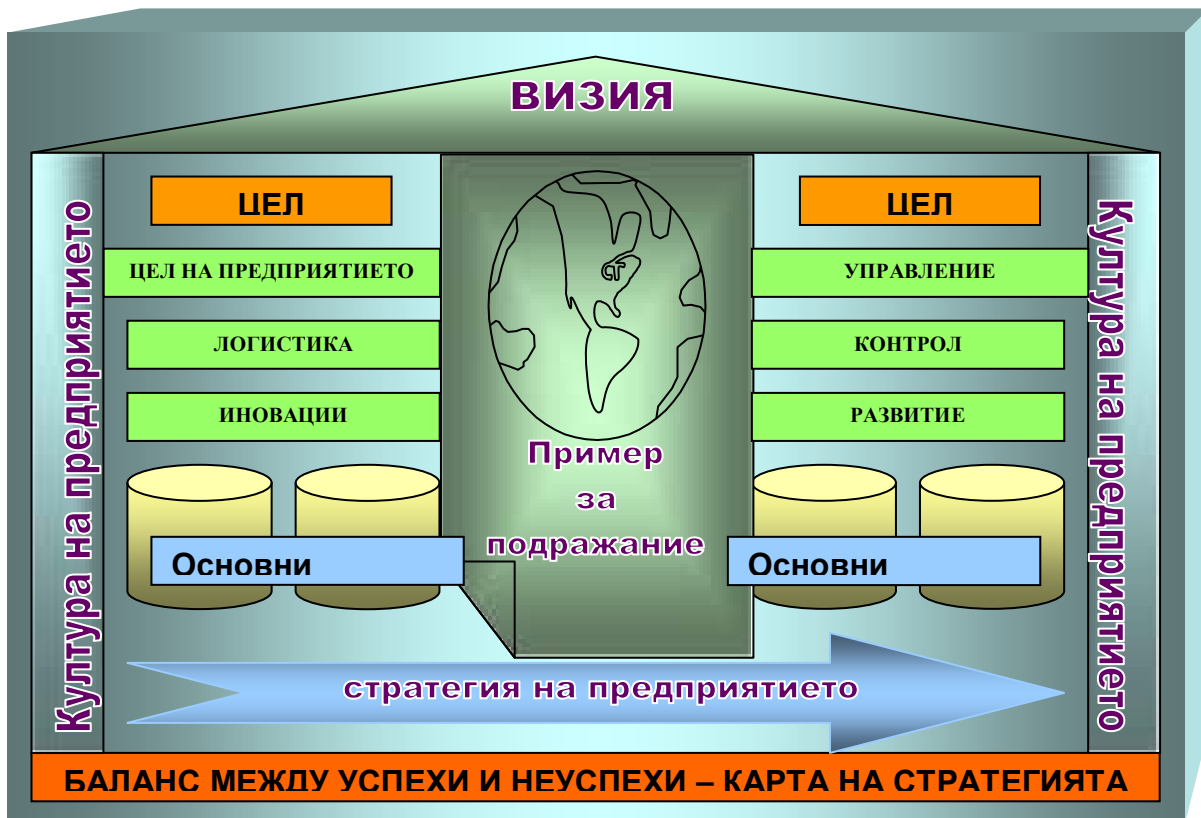 ВИЗИЯ
Култура на предприятието
ЦЕЛ
ЦЕЛ НА ПРЕДПРИЯТИЕТО
ЛОГИСТИКА
ИНОВАЦИИ
Основни
Пример
за
подражание
ЦЕЛ
УПРАВЛЕНИЕ
КОНТРОЛ
РАЗВИТИЕ
Основни
Култура на предприятието
стратегия на предприятието
БАЛАНС МЕЖДУ УСПЕХИ И НЕУСПЕХИ – КАРТА НА СТРАТЕГИЯТА